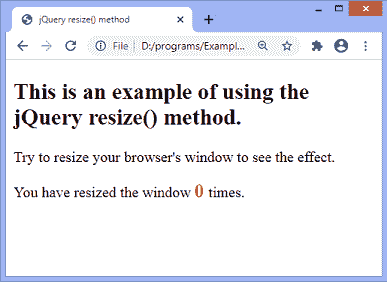 jQuery resize() method
File
D:/programs/Exampl...
This is an example of using the
jQuery resize() method.
Try to resize your browser's window to see the effect.
You have resized the window 0 times.